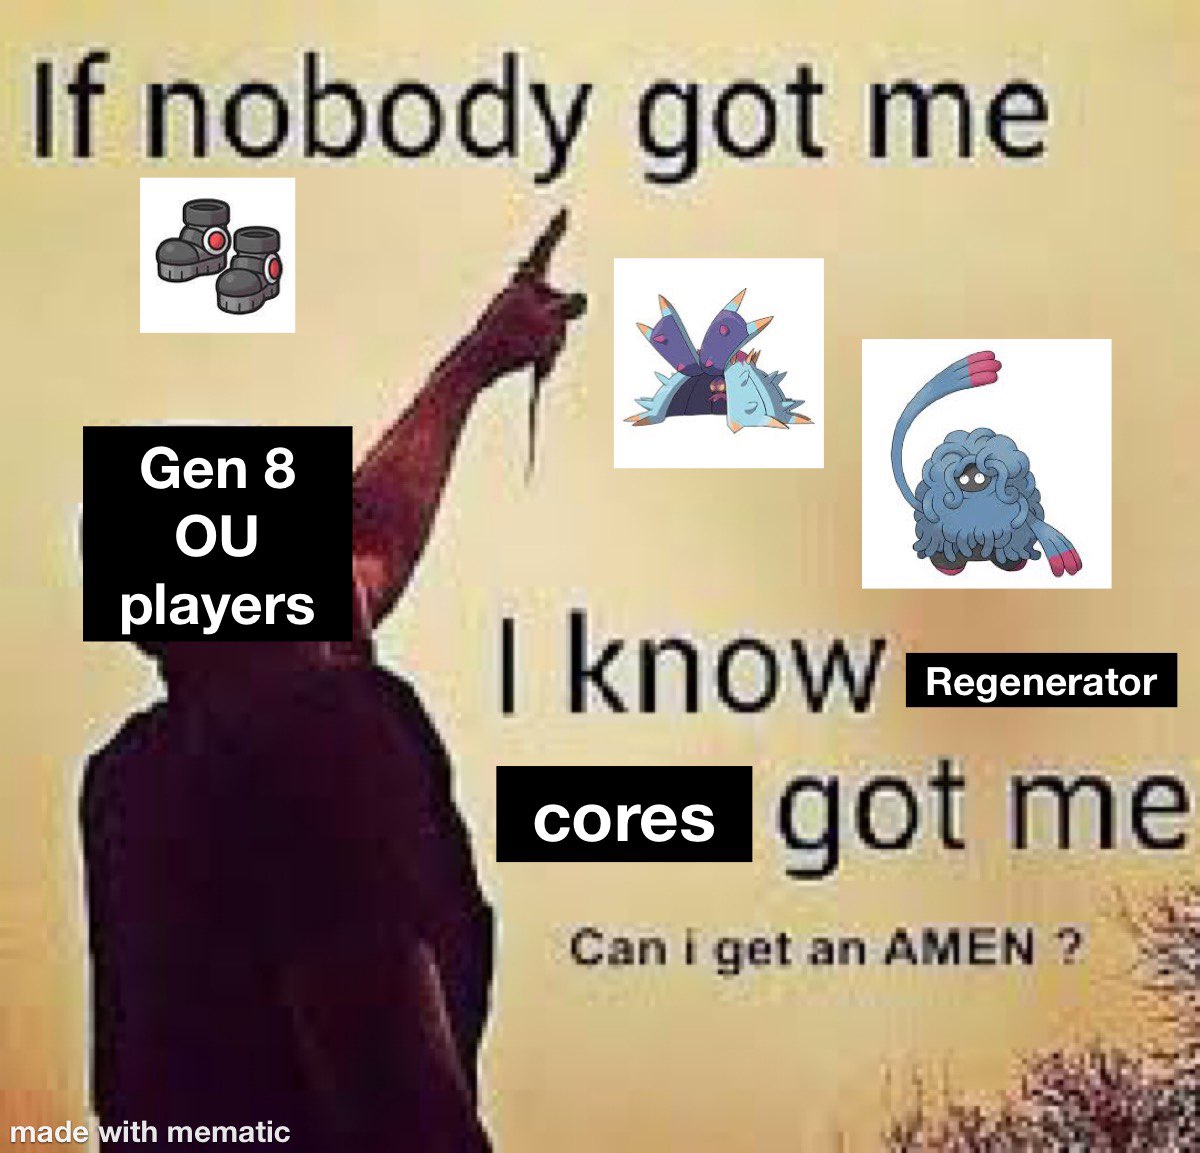 If nobody got me
Gen 8
OU
players
I know Regenerator
cores got me
Can i get an AMEN ?
made with mematic